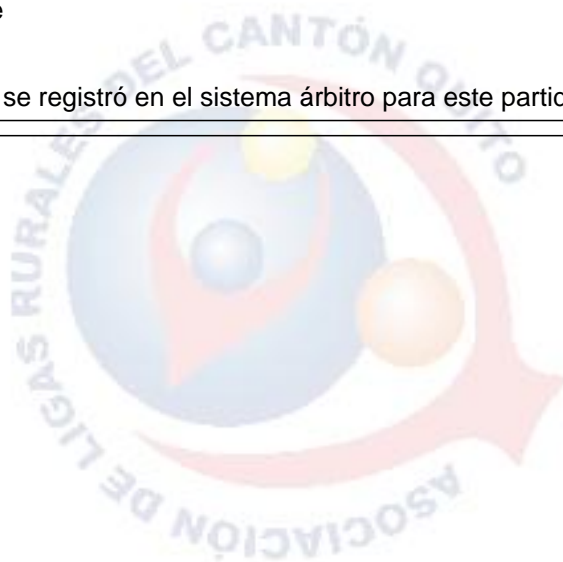 e
se registró en el sistema árbitro para este partic
ASOCIACIÓN DE LIGAS RURALES DEL CANTÓN QUITO